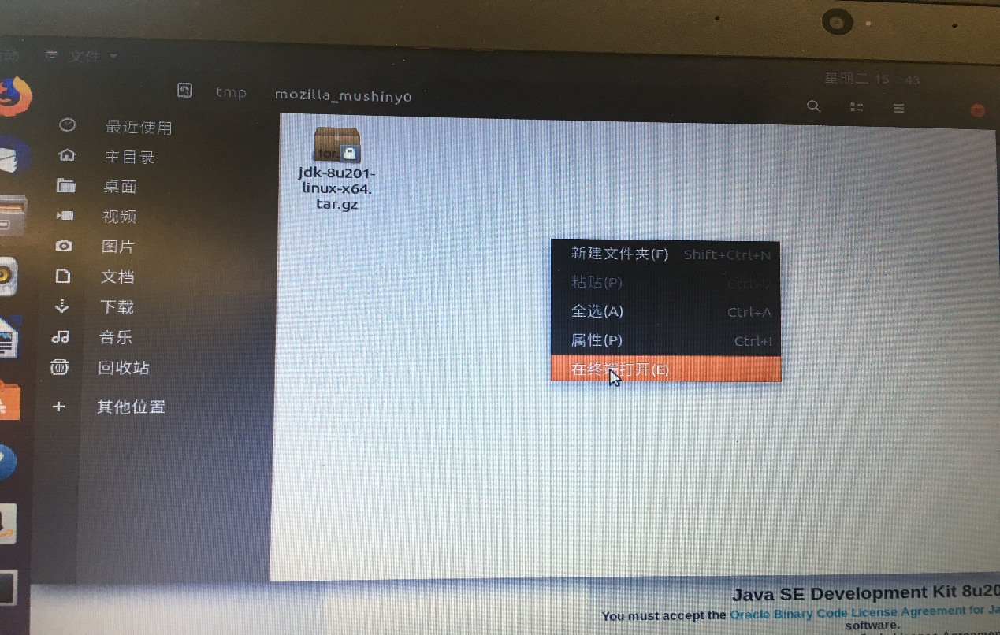 文件
星期二 15：43
tmp
mozilla_mushiny0
最近使用
主目录
桌面
视频
图片
文档
下载
音乐
回收站
其他位置
tar.
jdk-8u201-
linux-x64.
tar.gz
新建文件夹(F) Shift+Ctrl+N
粘贴(P) Ctrl+V
全选(A) Ctrl+A
属性(P) Ctrl+I
在终端打开(E)
Java SE Development Kit 8u20
You must accept the Oracle Binary Code License Agreement for Ja
software.